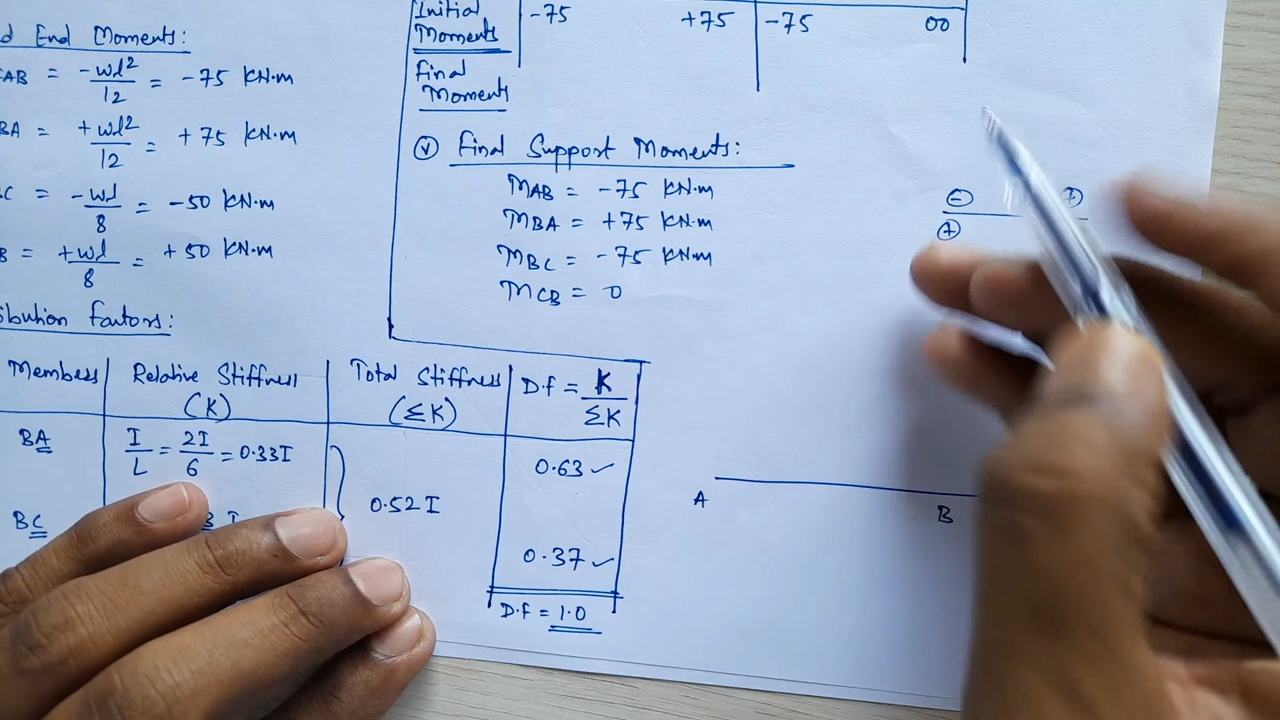 d End Moments:
AB = -wl²/12 = -75 KN.m
BA = +wl²/12 = +75 KN.m
C = -wl/8 = -50 KN.m
B = +wl/8 = +50 KN.m
ibution Factors:
Members
Relative Stiffness (K)
Total Stiffness (ΣK)
D.f = K/ΣK
BA
I/L = 2I/6 = 0.33I
0.52 I
0.63 ✓
BC
I
0.37 ✓
D.f = 1.0
Initial Moments
-75
+75
-75
00
Final Moments
(v) Final Support Moments:
MAB = -75 KN.m
MBA = +75 KN.m
MBC = -75 KN.m
MCB = 0
-
+
+
A
B